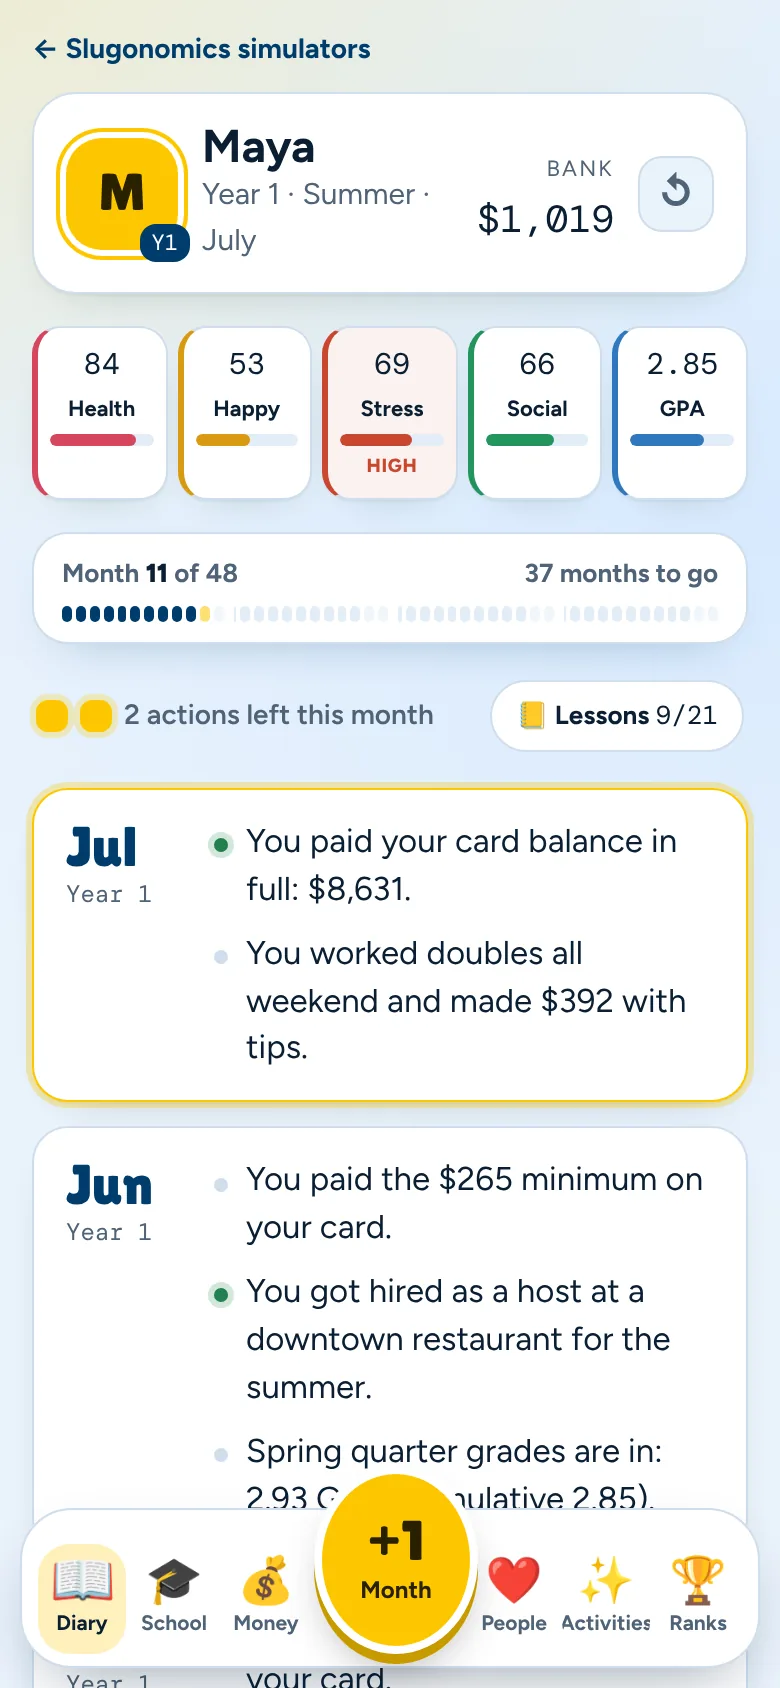 ← Slugonomics simulators
M
Y1
Maya
Year 1 · Summer ·
July
BANK
$1,019
84
Health
53
Happy
69
Stress
HIGH
66
Social
2.85
GPA
Month 11 of 48
37 months to go
2 actions left this month
Lessons 9/21
Jul
Year 1
You paid your card balance in
full: $8,631.
You worked doubles all
weekend and made $392 with
tips.
Jun
Year 1
You paid the $265 minimum on
your card.
You got hired as a host at a
downtown restaurant for the
summer.
Spring quarter grades are in:
2.93 2.85).
+1
Month
Diary
School
Money
People
Activities
Ranks
Year 1
your card.